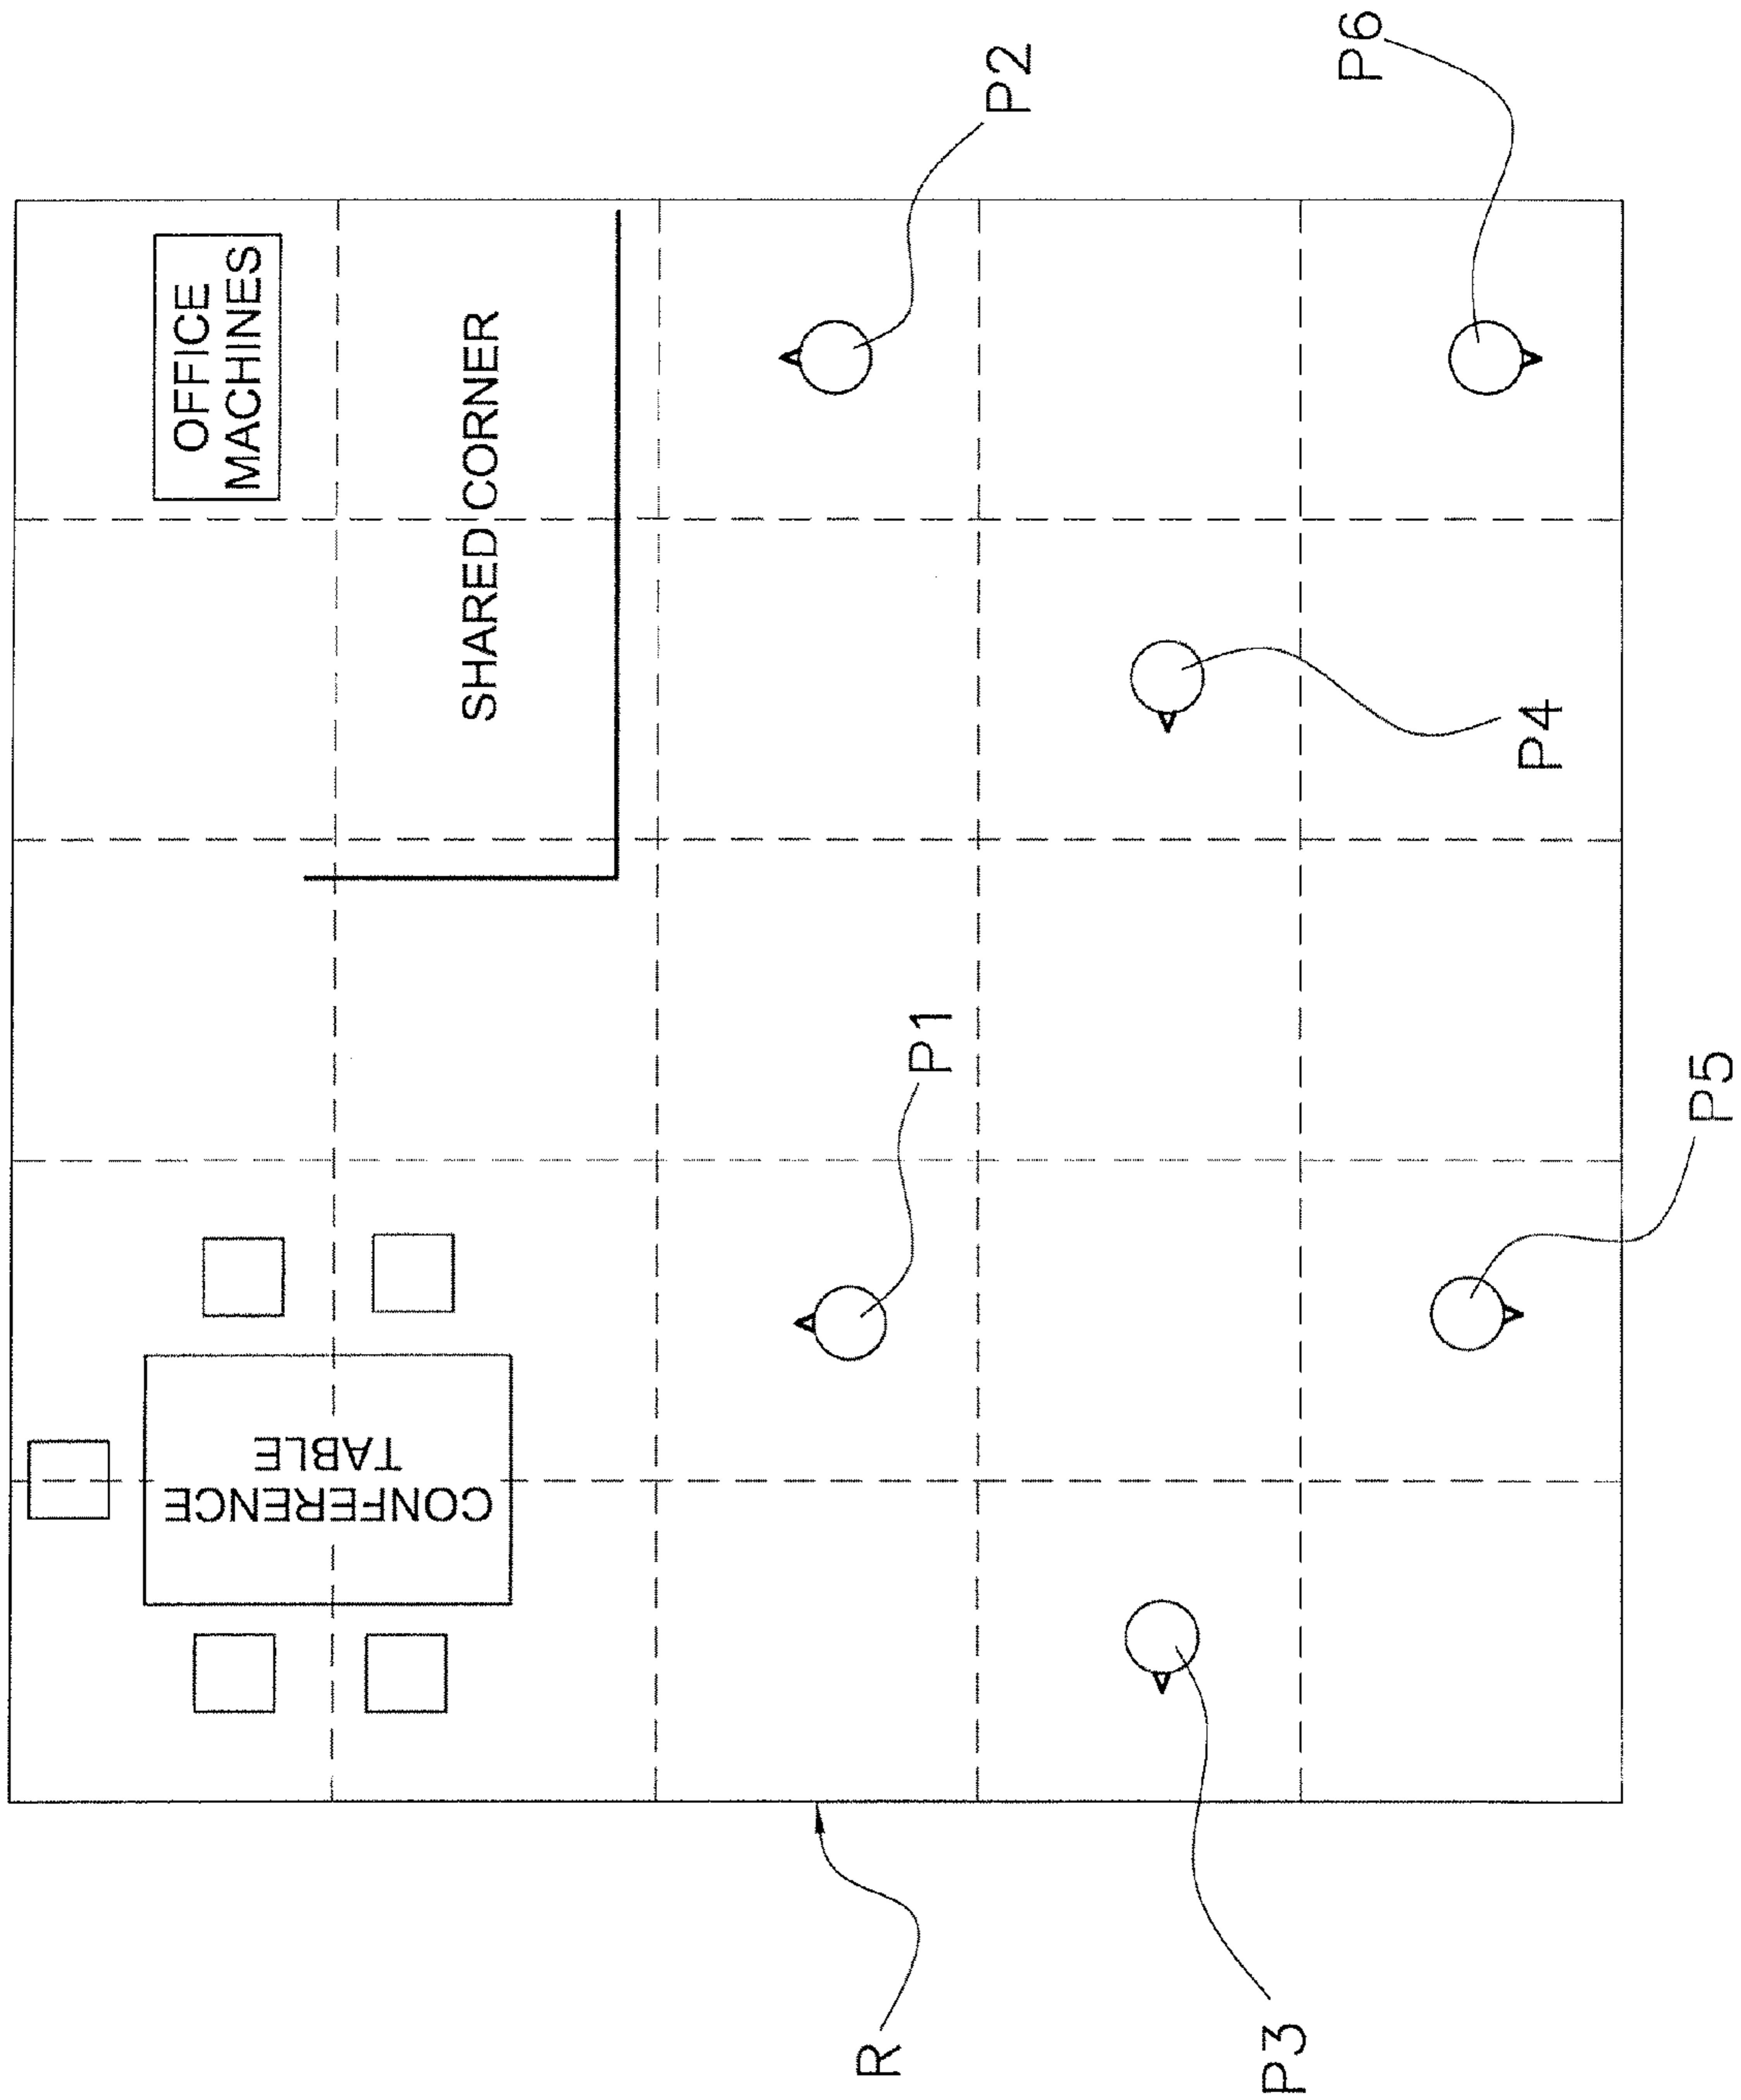 OFFICE
MACHINES
SHARED CORNER
CONFERENCE
TABLE
P2
P6
P4
P1
P5
R
P3